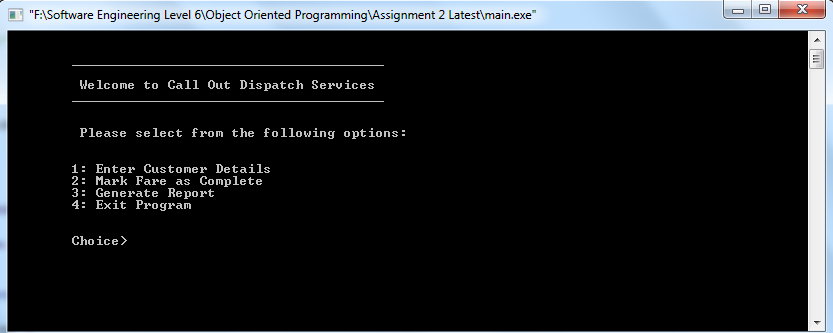 "F:\Software Engineering Level 6\Object Oriented Programming\Assignment 2 Latest\main.exe"
Welcome to Call Out Dispatch Services
Please select from the following options:
1: Enter Customer Details
2: Mark Fare as Complete
3: Generate Report
4: Exit Program
Choice>